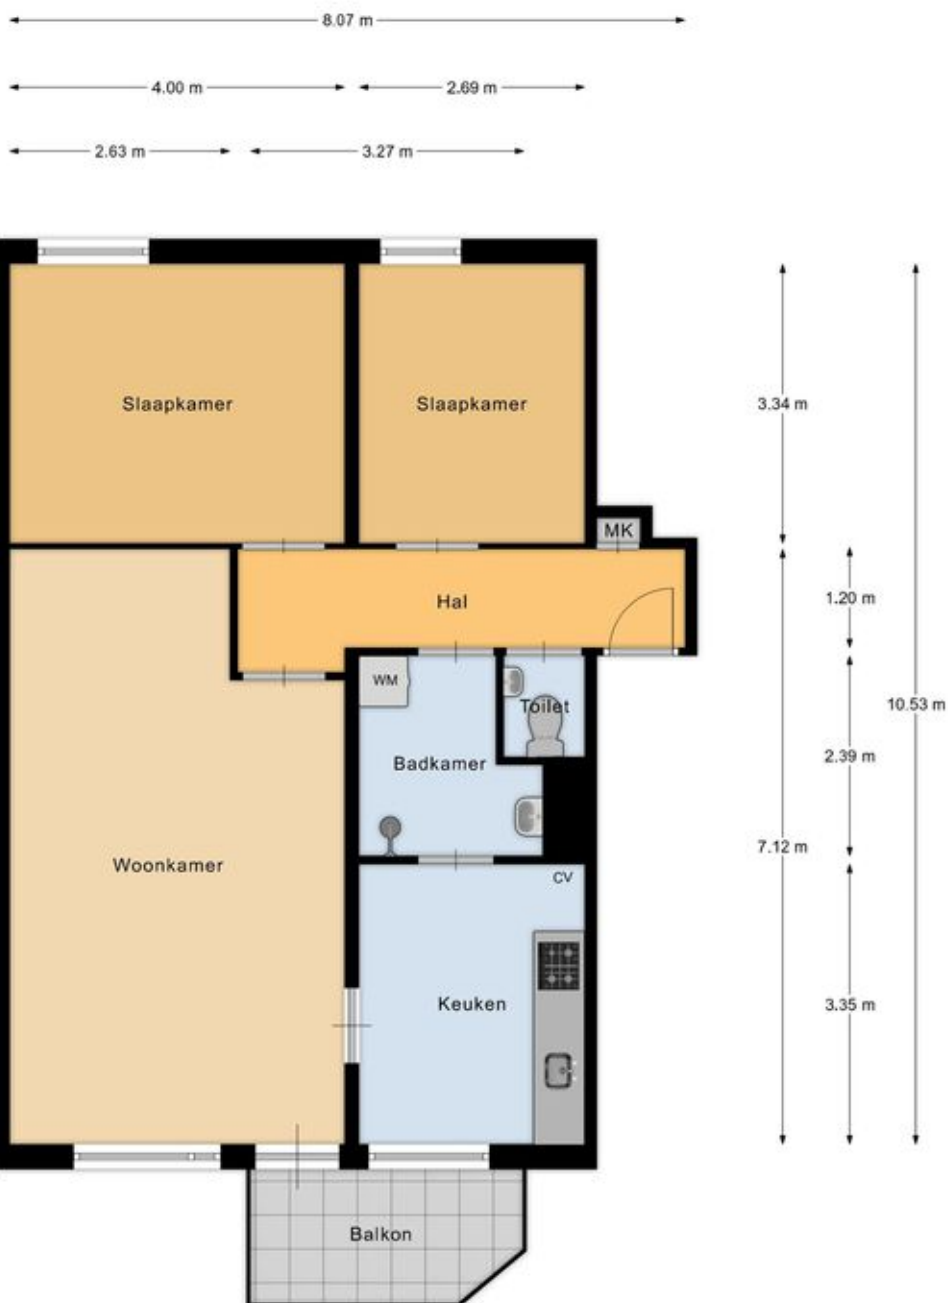 8.07 m
4.00 m
2.69 m
2.63 m
3.27 m
Slaapkamer
Slaapkamer
3.34 m
MK
Hal
1.20 m
WM
Toilet
10.53 m
Badkamer
2.39 m
7.12 m
Woonkamer
CV
Keuken
3.35 m
Balkon